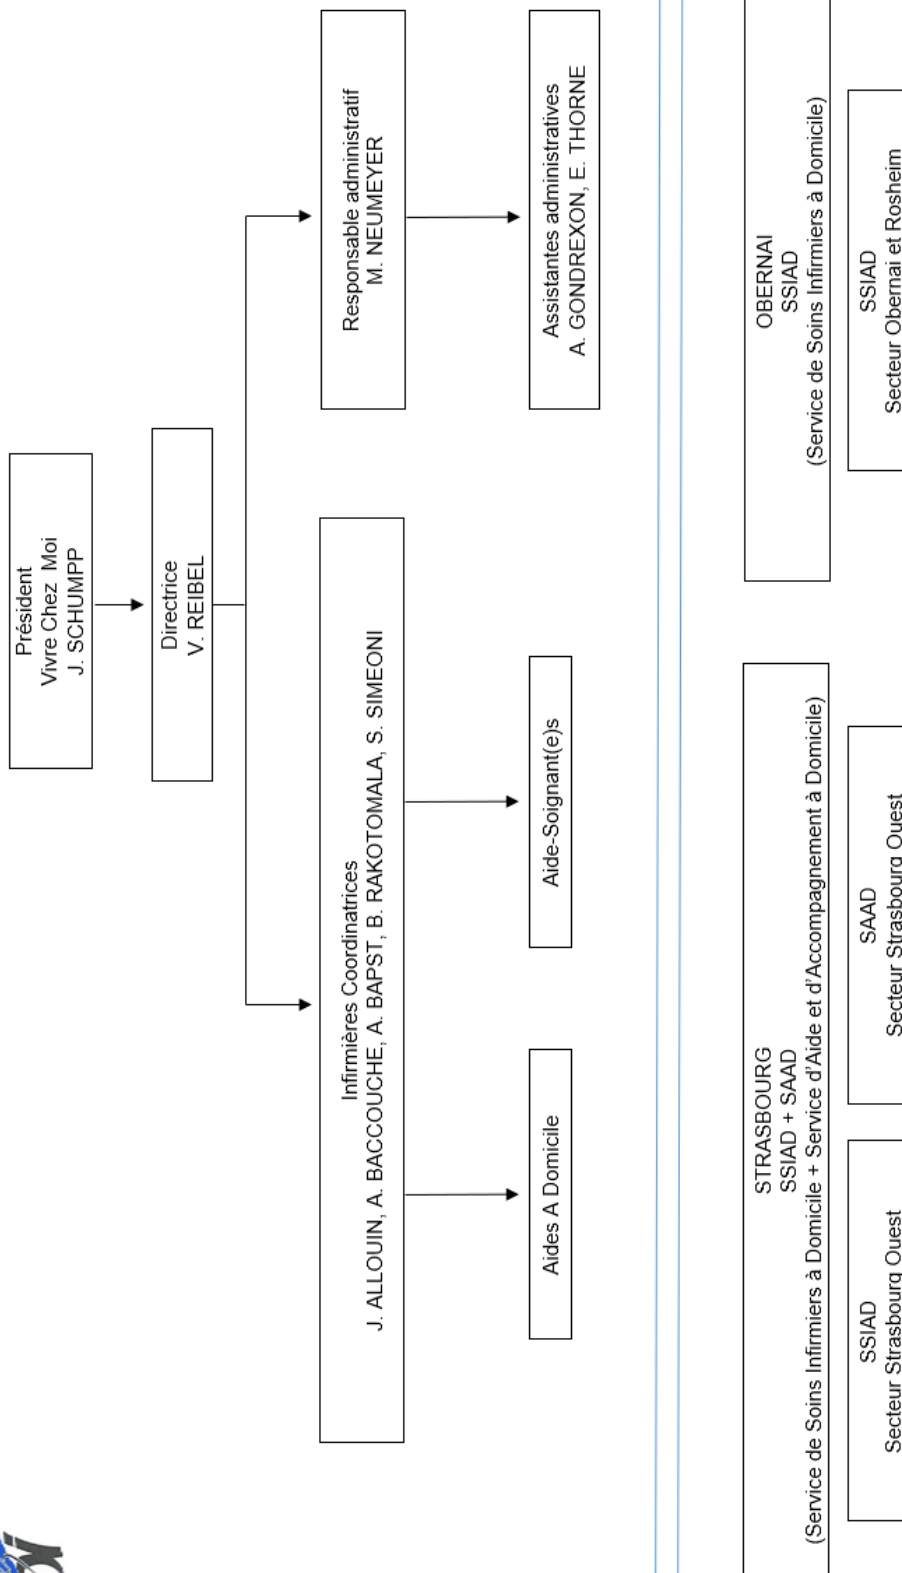 Président
Vivre Chez Moi
J. SCHUMPP
Directrice
V. REIBEL
Infirmières Coordinatrices
J. ALLOUIN, A. BACCOUCHE, A. BAPST, B. RAKOTOMALA, S. SIMEONI
Responsable administratif
M. NEUMEYER
Aides A Domicile
Aide-Soignant(e)s
Assistantes administratives
A. GONDREXON, E. THORNE
STRASBOURG
SSIAD + SAAD
(Service de Soins Infirmiers à Domicile + Service d'Aide et d'Accompagnement à Domicile)
OBERNAI
SSIAD
(Service de Soins Infirmiers à Domicile)
SSIAD
Secteur Strasbourg Ouest
SAAD
Secteur Strasbourg Ouest
SSIAD
Secteur Obernai et Rosheim